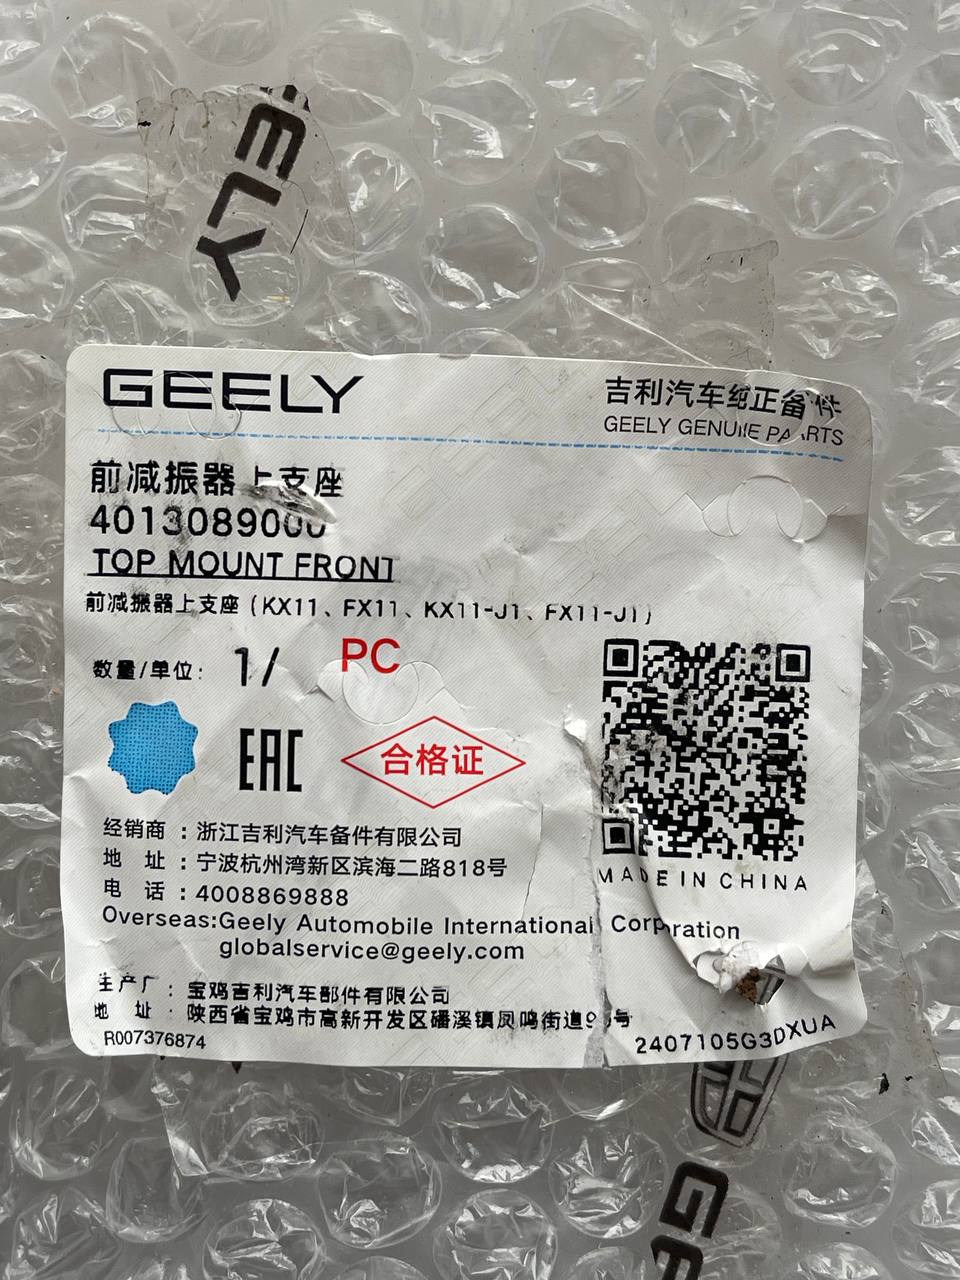 GEELY
吉利汽车纯正备件
GEELY GENUINE PARTS
前减振器上支座
4013089000
TOP MOUNT FRONT
前减振器上支座（KX11、FX11、KX11-J1、FX11-J1）
数量/单位： 1/ PC
EAC
合格证
MADE IN CHINA
经销商：浙江吉利汽车备件有限公司
地 址：宁波杭州湾新区滨海二路818号
电 话：4008869888
Overseas:Geely Automobile International Corporation
globalservice@geely.com
生产厂：宝鸡吉利汽车部件有限公司
地 址：陕西省宝鸡市高新开发区磻溪镇凤鸣街道
R007376874
2407105G3DXUA